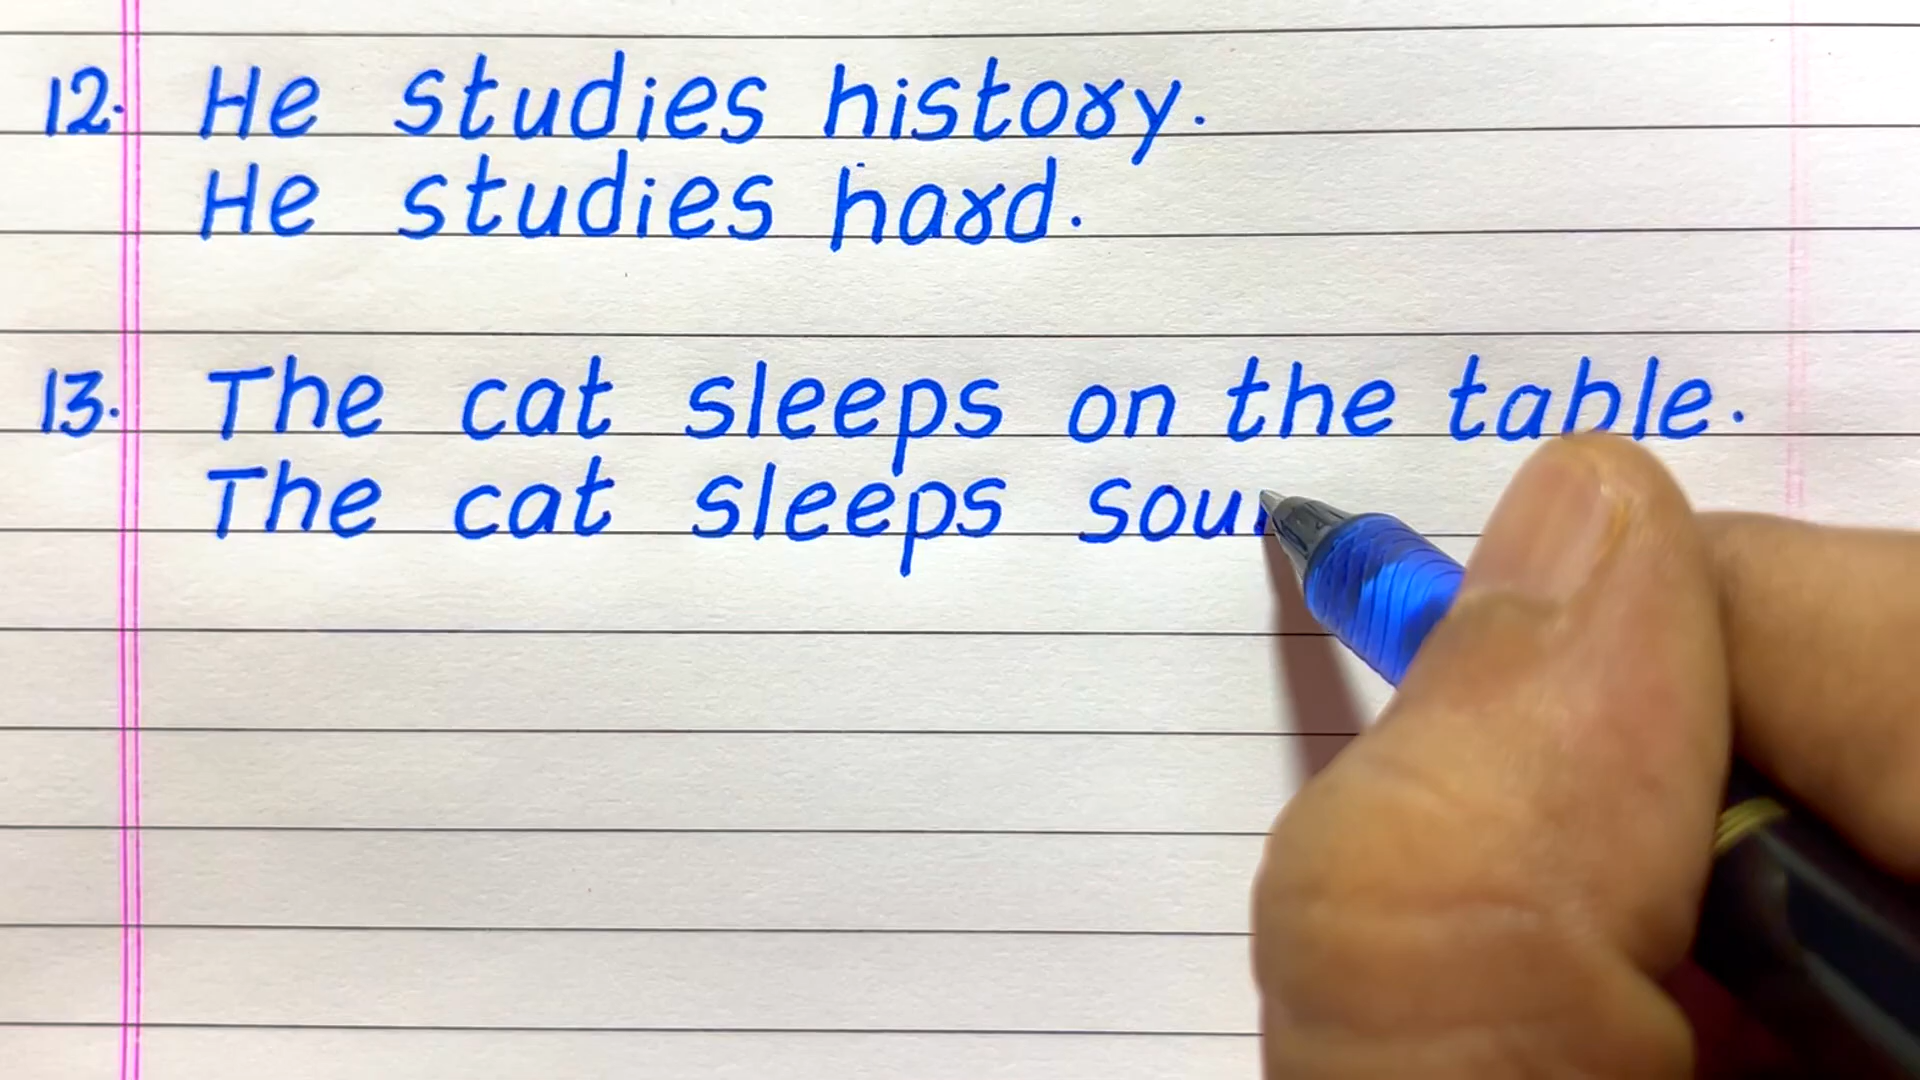 12. He studies history.
He studies hard.
13. The cat sleeps on the table.
The cat sleeps sou